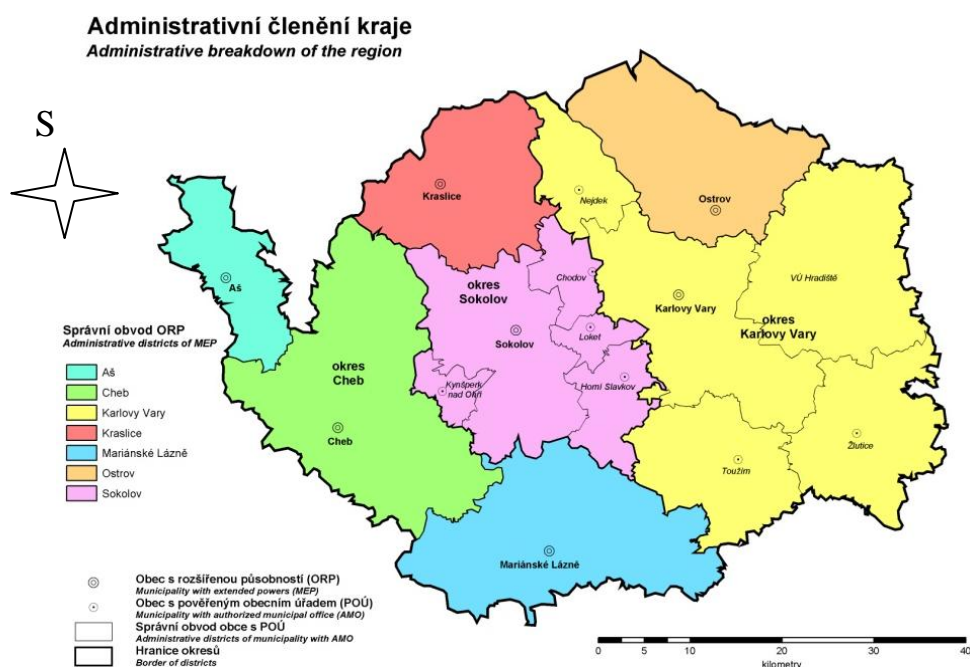 Administrativní členění kraje
Administrative breakdown of the region
S
Kraslice
Nejdek
Ostrov
Aš
okres
Sokolov
Chodov
VÚ Hradiště
Karlovy Vary
okres
Karlovy Vary
Sokolov
Loket
okres
Cheb
Kynšperk
nad Ohří
Horní Slavkov
Cheb
Toužim
Žlutice
Mariánské Lázně
Správní obvod ORP
Administrative districts of MEP
Aš
Cheb
Karlovy Vary
Kraslice
Mariánské Lázně
Ostrov
Sokolov
Obec s rozšířenou působností (ORP)
Municipality with extended powers (MEP)
Obec s pověřeným obecním úřadem (POÚ)
Municipality with authorized municipal office (AMO)
Správní obvod obce s POÚ
Administrative districts of municipality with AMO
Hranice okresů
Border of districts
0 5 10 20 30 40
kilometry